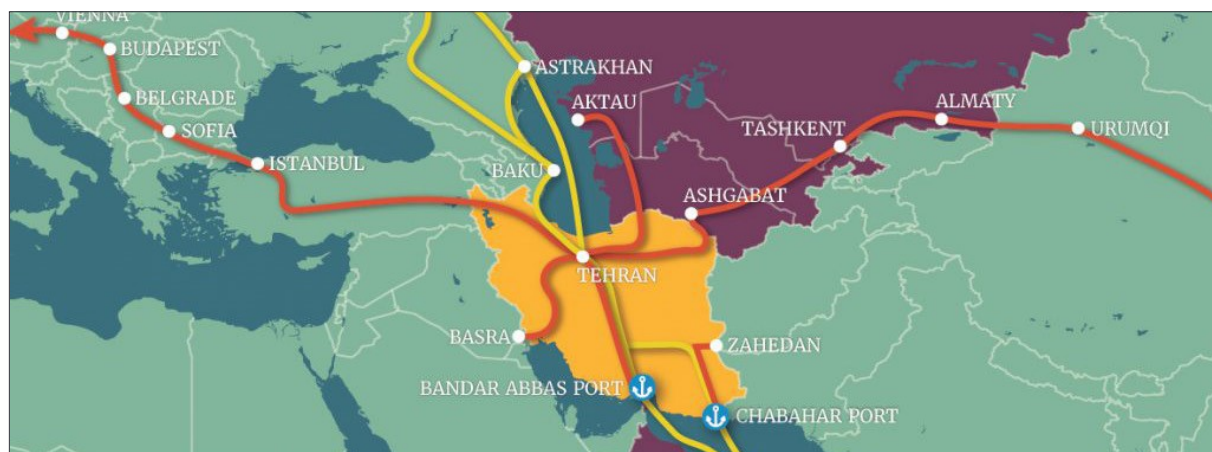 VIENNA
BUDAPEST
BELGRADE
SOFIA
ISTANBUL
ASTRAKHAN
AKTAU
ALMATY
TASHKENT
URUMQI
BAKU
ASHGABAT
TEHRAN
BASRA
ZAHEDAN
BANDAR ABBAS PORT
CHABAHAR PORT